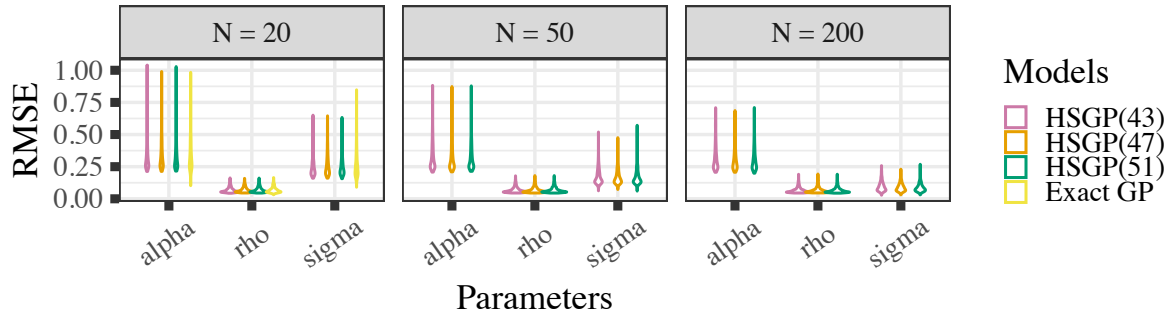 N = 20
N = 50
N = 200
RMSE
1.00
0.75
0.50
0.25
0.00
alpha
rho
sigma
alpha
rho
sigma
alpha
rho
sigma
Parameters
Models
HSGP(43)
HSGP(47)
HSGP(51)
Exact GP